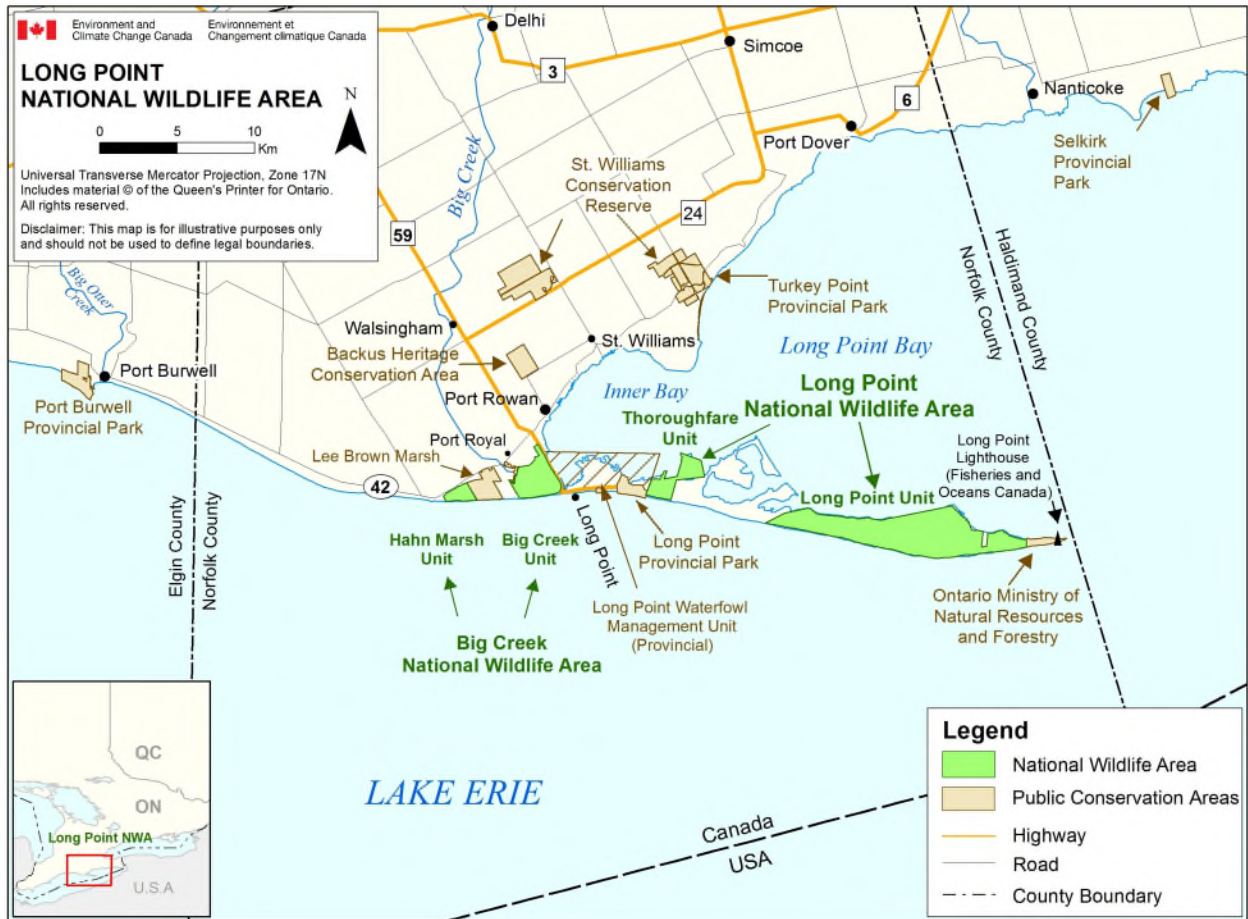 Environment and
Climate Change Canada
Environnement et
Changement climatique Canada
LONG POINT
NATIONAL WILDLIFE AREA
N
0 5 10
Km
Universal Transverse Mercator Projection, Zone 17N
Includes material © of the Queen's Printer for Ontario.
All rights reserved.
Disclaimer: This map is for illustrative purposes only
and should not be used to define legal boundaries.
Delhi
Simcoe
3
6
Nanticoke
Port Dover
Selkirk
Provincial
Park
Big Creek
St. Williams
Conservation
Reserve
24
59
Haldimand County
Norfolk County
Big Otter
Creek
Turkey Point
Provincial Park
Walsingham
St. Williams
Backus Heritage
Conservation Area
Long Point Bay
Port Burwell
Inner Bay
Long Point
National Wildlife Area
Port Rowan
Port Burwell
Provincial Park
Thoroughfare
Unit
Port Royal
Lee Brown Marsh
Long Point
Lighthouse
(Fisheries and
Oceans Canada)
42
Long Point Unit
Elgin County
Norfolk County
Hahn Marsh
Unit
Big Creek
Unit
Long Point
Long Point
Provincial Park
Long Point Waterfowl
Management Unit
(Provincial)
Ontario Ministry of
Natural Resources
and Forestry
Big Creek
National Wildlife Area
LAKE ERIE
Canada
USA
QC
ON
Long Point NWA
U.S.A
Legend
National Wildlife Area
Public Conservation Areas
Highway
Road
County Boundary